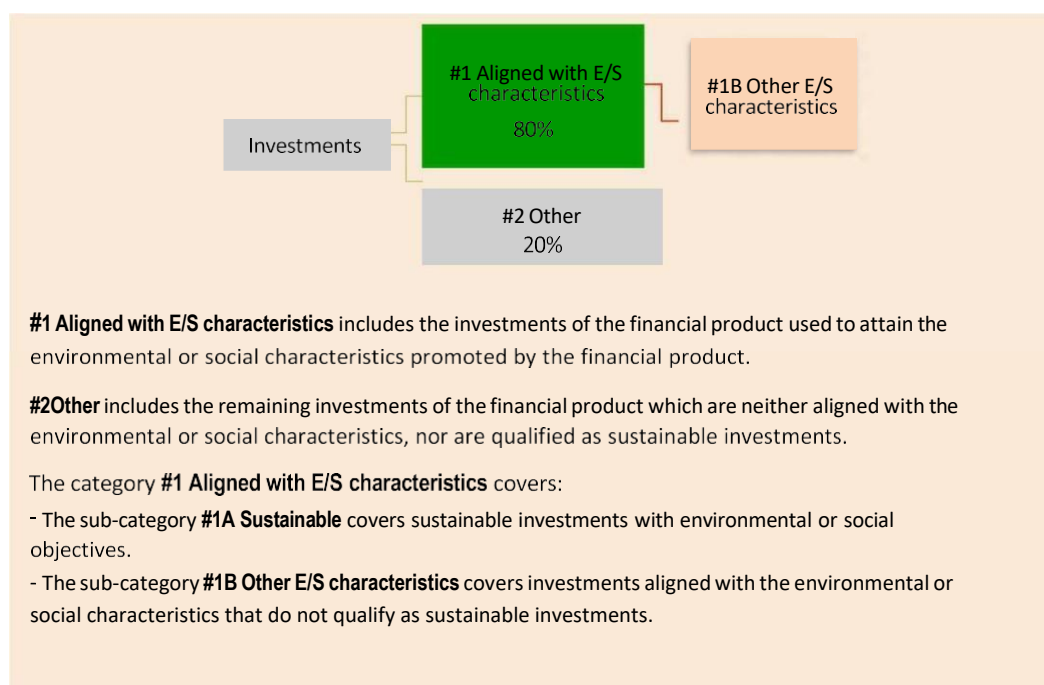 #1 Aligned with E/S
characteristics
80%
#1B Other E/S
characteristics
Investments
#2 Other
20%
#1 Aligned with E/S characteristics includes the investments of the financial product used to attain the
environmental or social characteristics promoted by the financial product.
#2Other includes the remaining investments of the financial product which are neither aligned with the
environmental or social characteristics, nor are qualified as sustainable investments.
The category #1 Aligned with E/S characteristics covers:
- The sub-category #1A Sustainable covers sustainable investments with environmental or social
objectives.
- The sub-category #1B Other E/S characteristics covers investments aligned with the environmental or
social characteristics that do not qualify as sustainable investments.